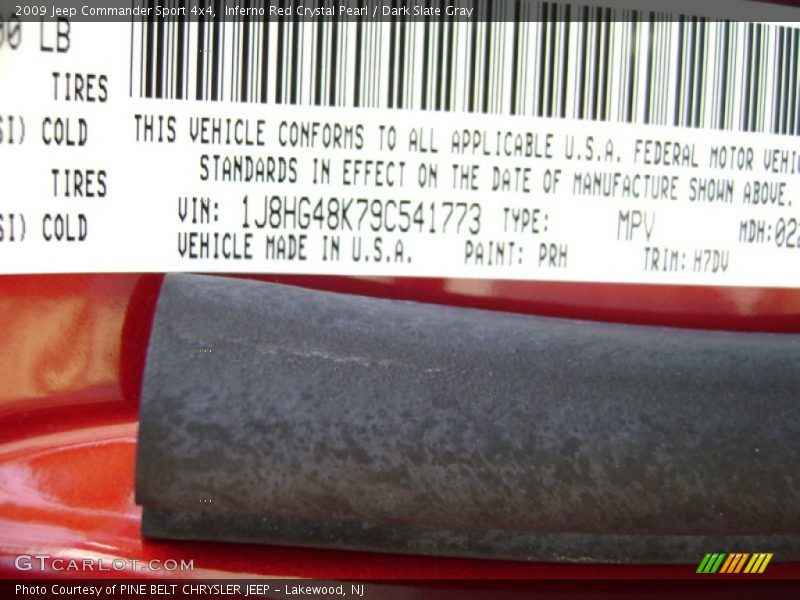 2009 Jeep Commander Sport 4x4, Inferno Red Crystal Pearl / Dark Slate Gray
LB
TIRES
COLD
THIS VEHICLE CONFORMS TO ALL APPLICABLE U.S.A. FEDERAL MOTOR
TIRES
STANDARDS IN EFFECT ON THE DATE OF MANUFACTURE SHOWN ABOVE.
COLD
VIN: 1J8HG48K79C541773 TYPE: MPV MDH:022
VEHICLE MADE IN U.S.A. PAINT: PRH TRIM: H7DV
GTCARLOT.COM
Photo Courtesy of PINE BELT CHRYSLER JEEP - Lakewood, NJ